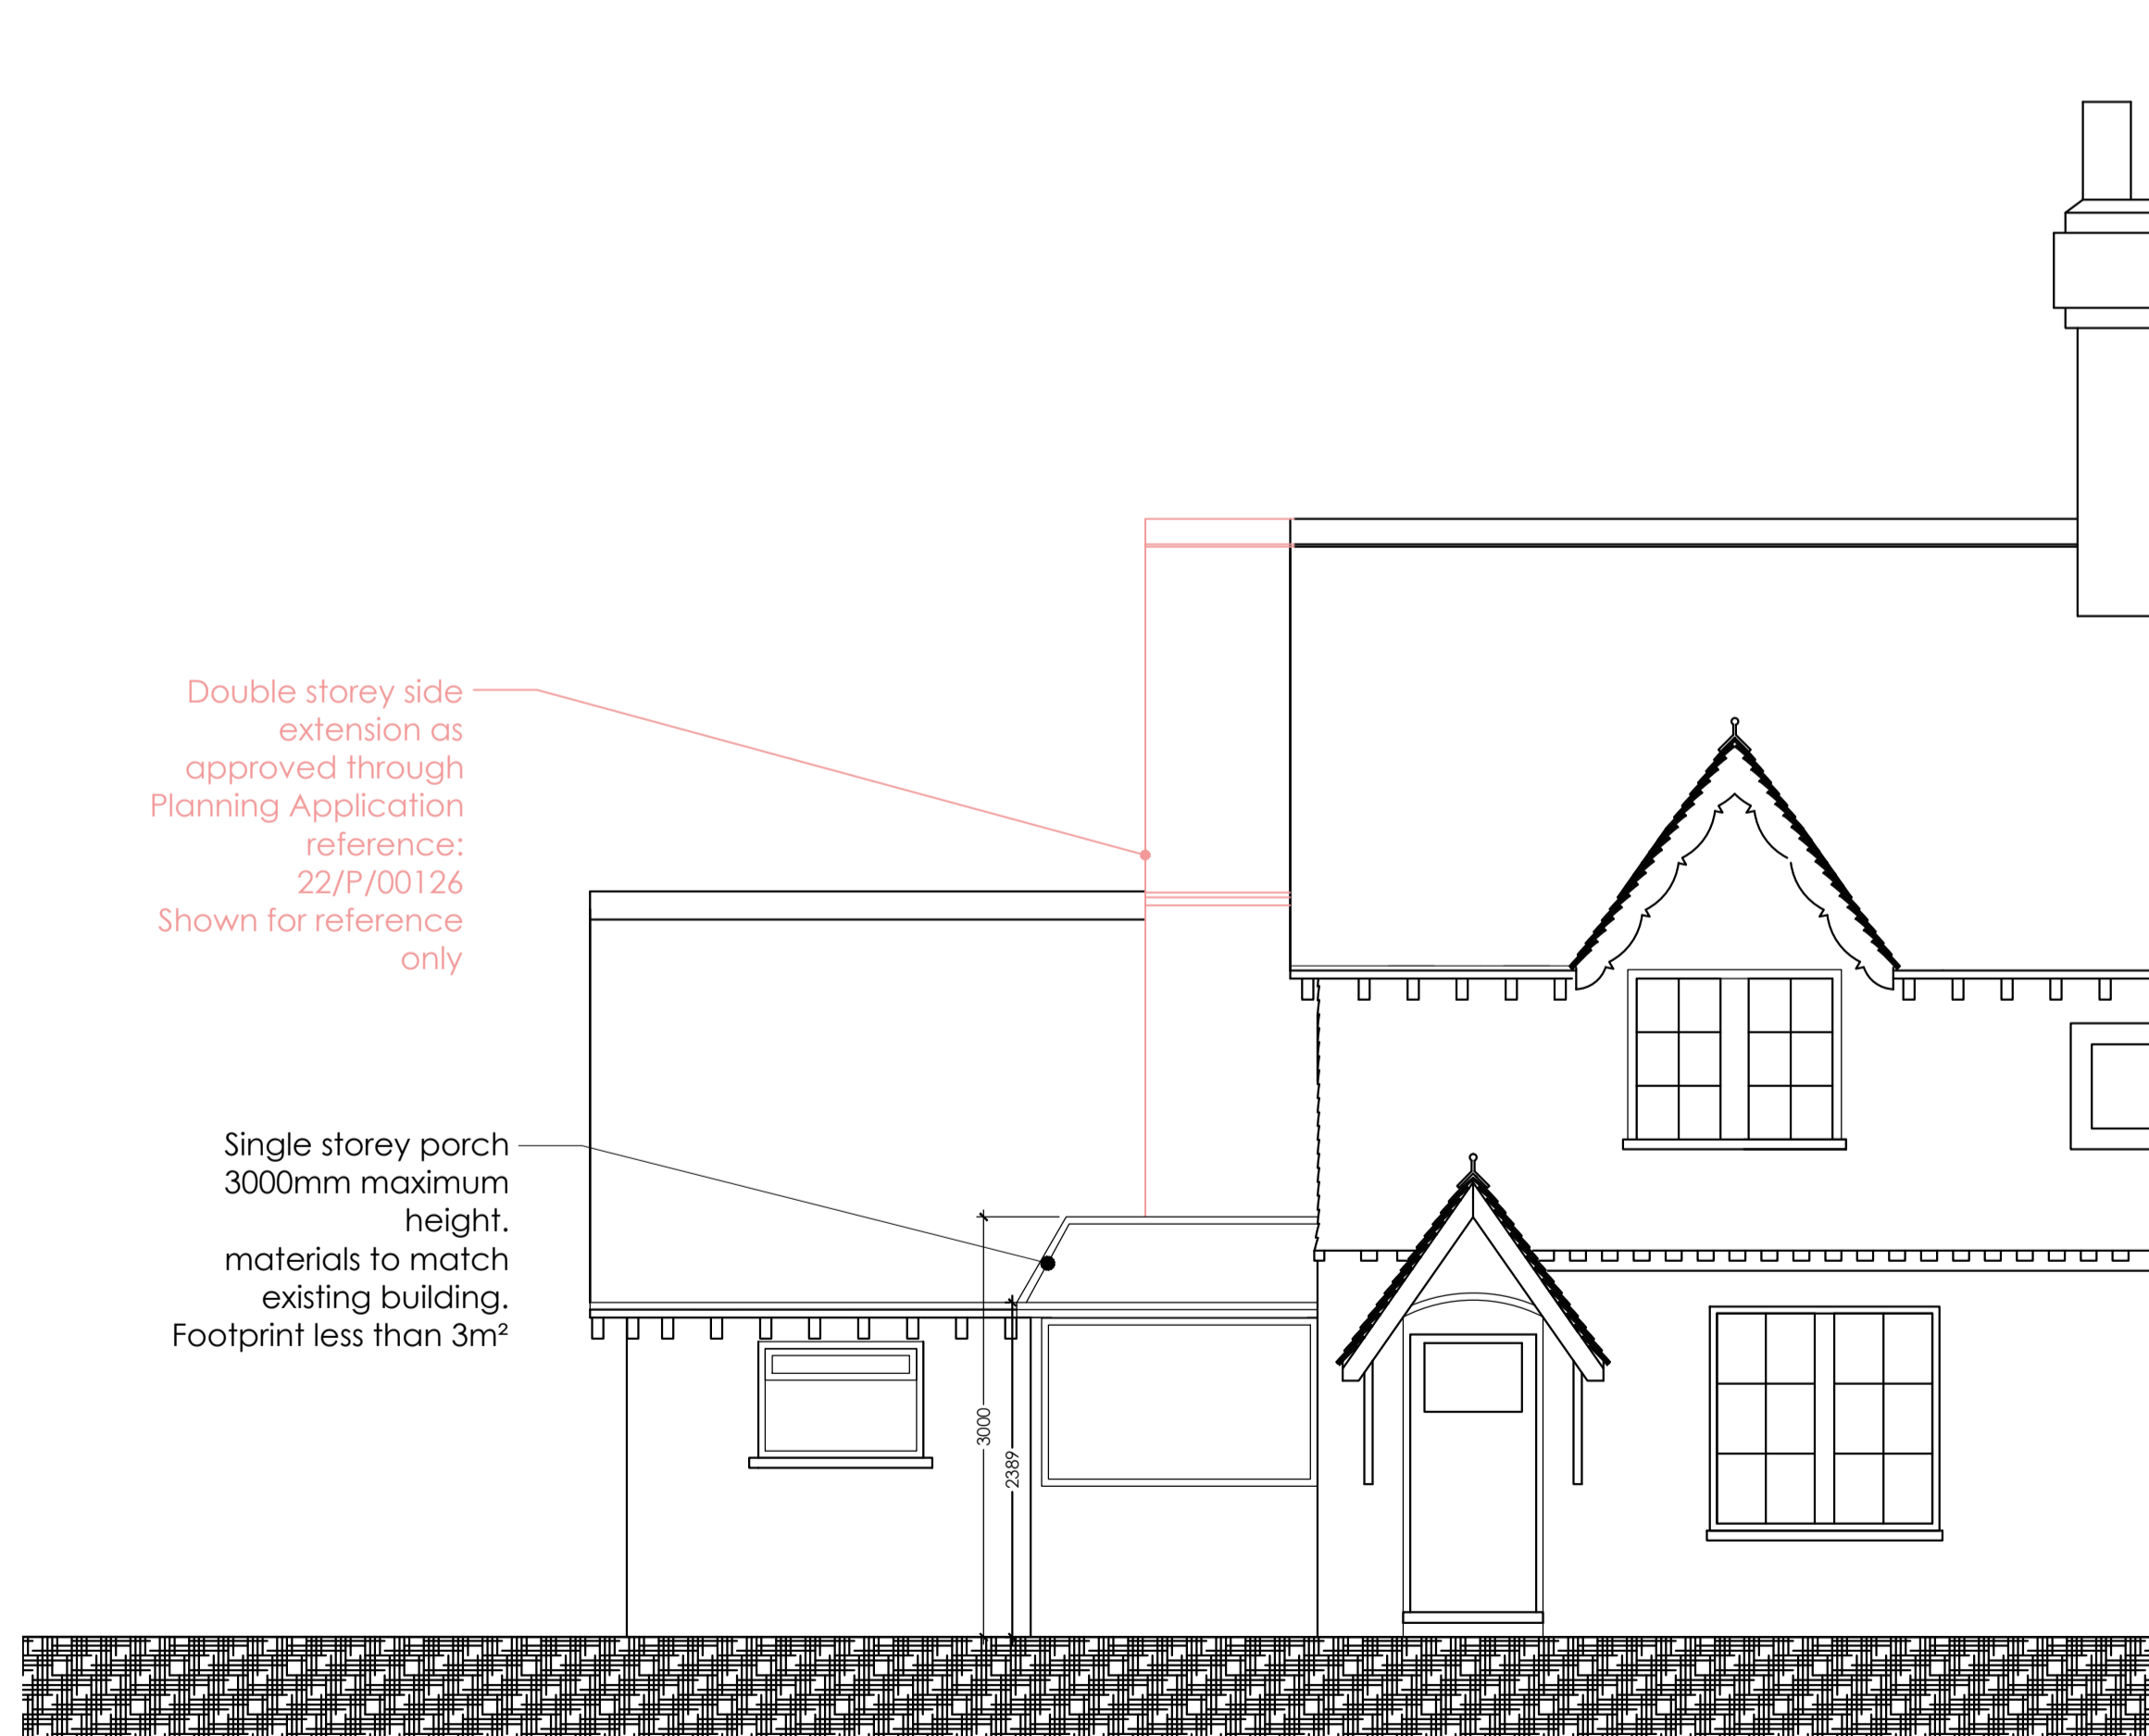 Double storey side
extension as
approved through
Planning Application
reference:
22/P/00126
Shown for reference
only
Single storey porch
3000mm maximum
height.
materials to match
existing building.
Footprint less than 3m²
3000
2389